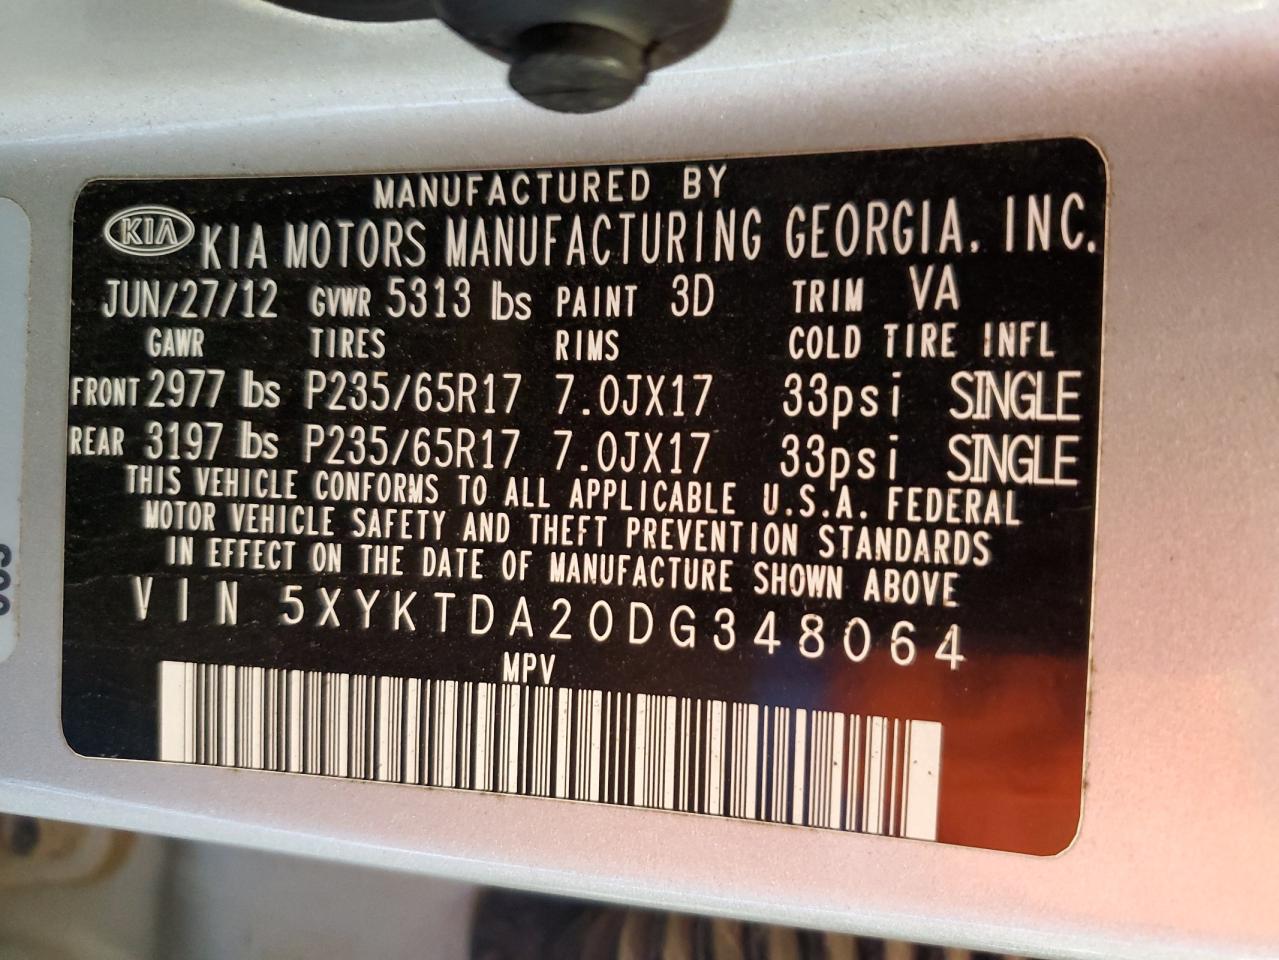 MANUFACTURED BY
KIA KIA MOTORS MANUFACTURING GEORGIA, INC.
JUN/27/12 GVWR 5313 lbs PAINT 3D TRIM VA
GAWR TIRES RIMS COLD TIRE INFL
FRONT 2977 lbs P235/65R17 7.0JX17 33psi SINGLE
REAR 3197 lbs P235/65R17 7.0JX17 33psi SINGLE
THIS VEHICLE CONFORMS TO ALL APPLICABLE U.S.A. FEDERAL
MOTOR VEHICLE SAFETY AND THEFT PREVENTION STANDARDS
IN EFFECT ON THE DATE OF MANUFACTURE SHOWN ABOVE
VIN 5XYKTDA20DG348064
MPV